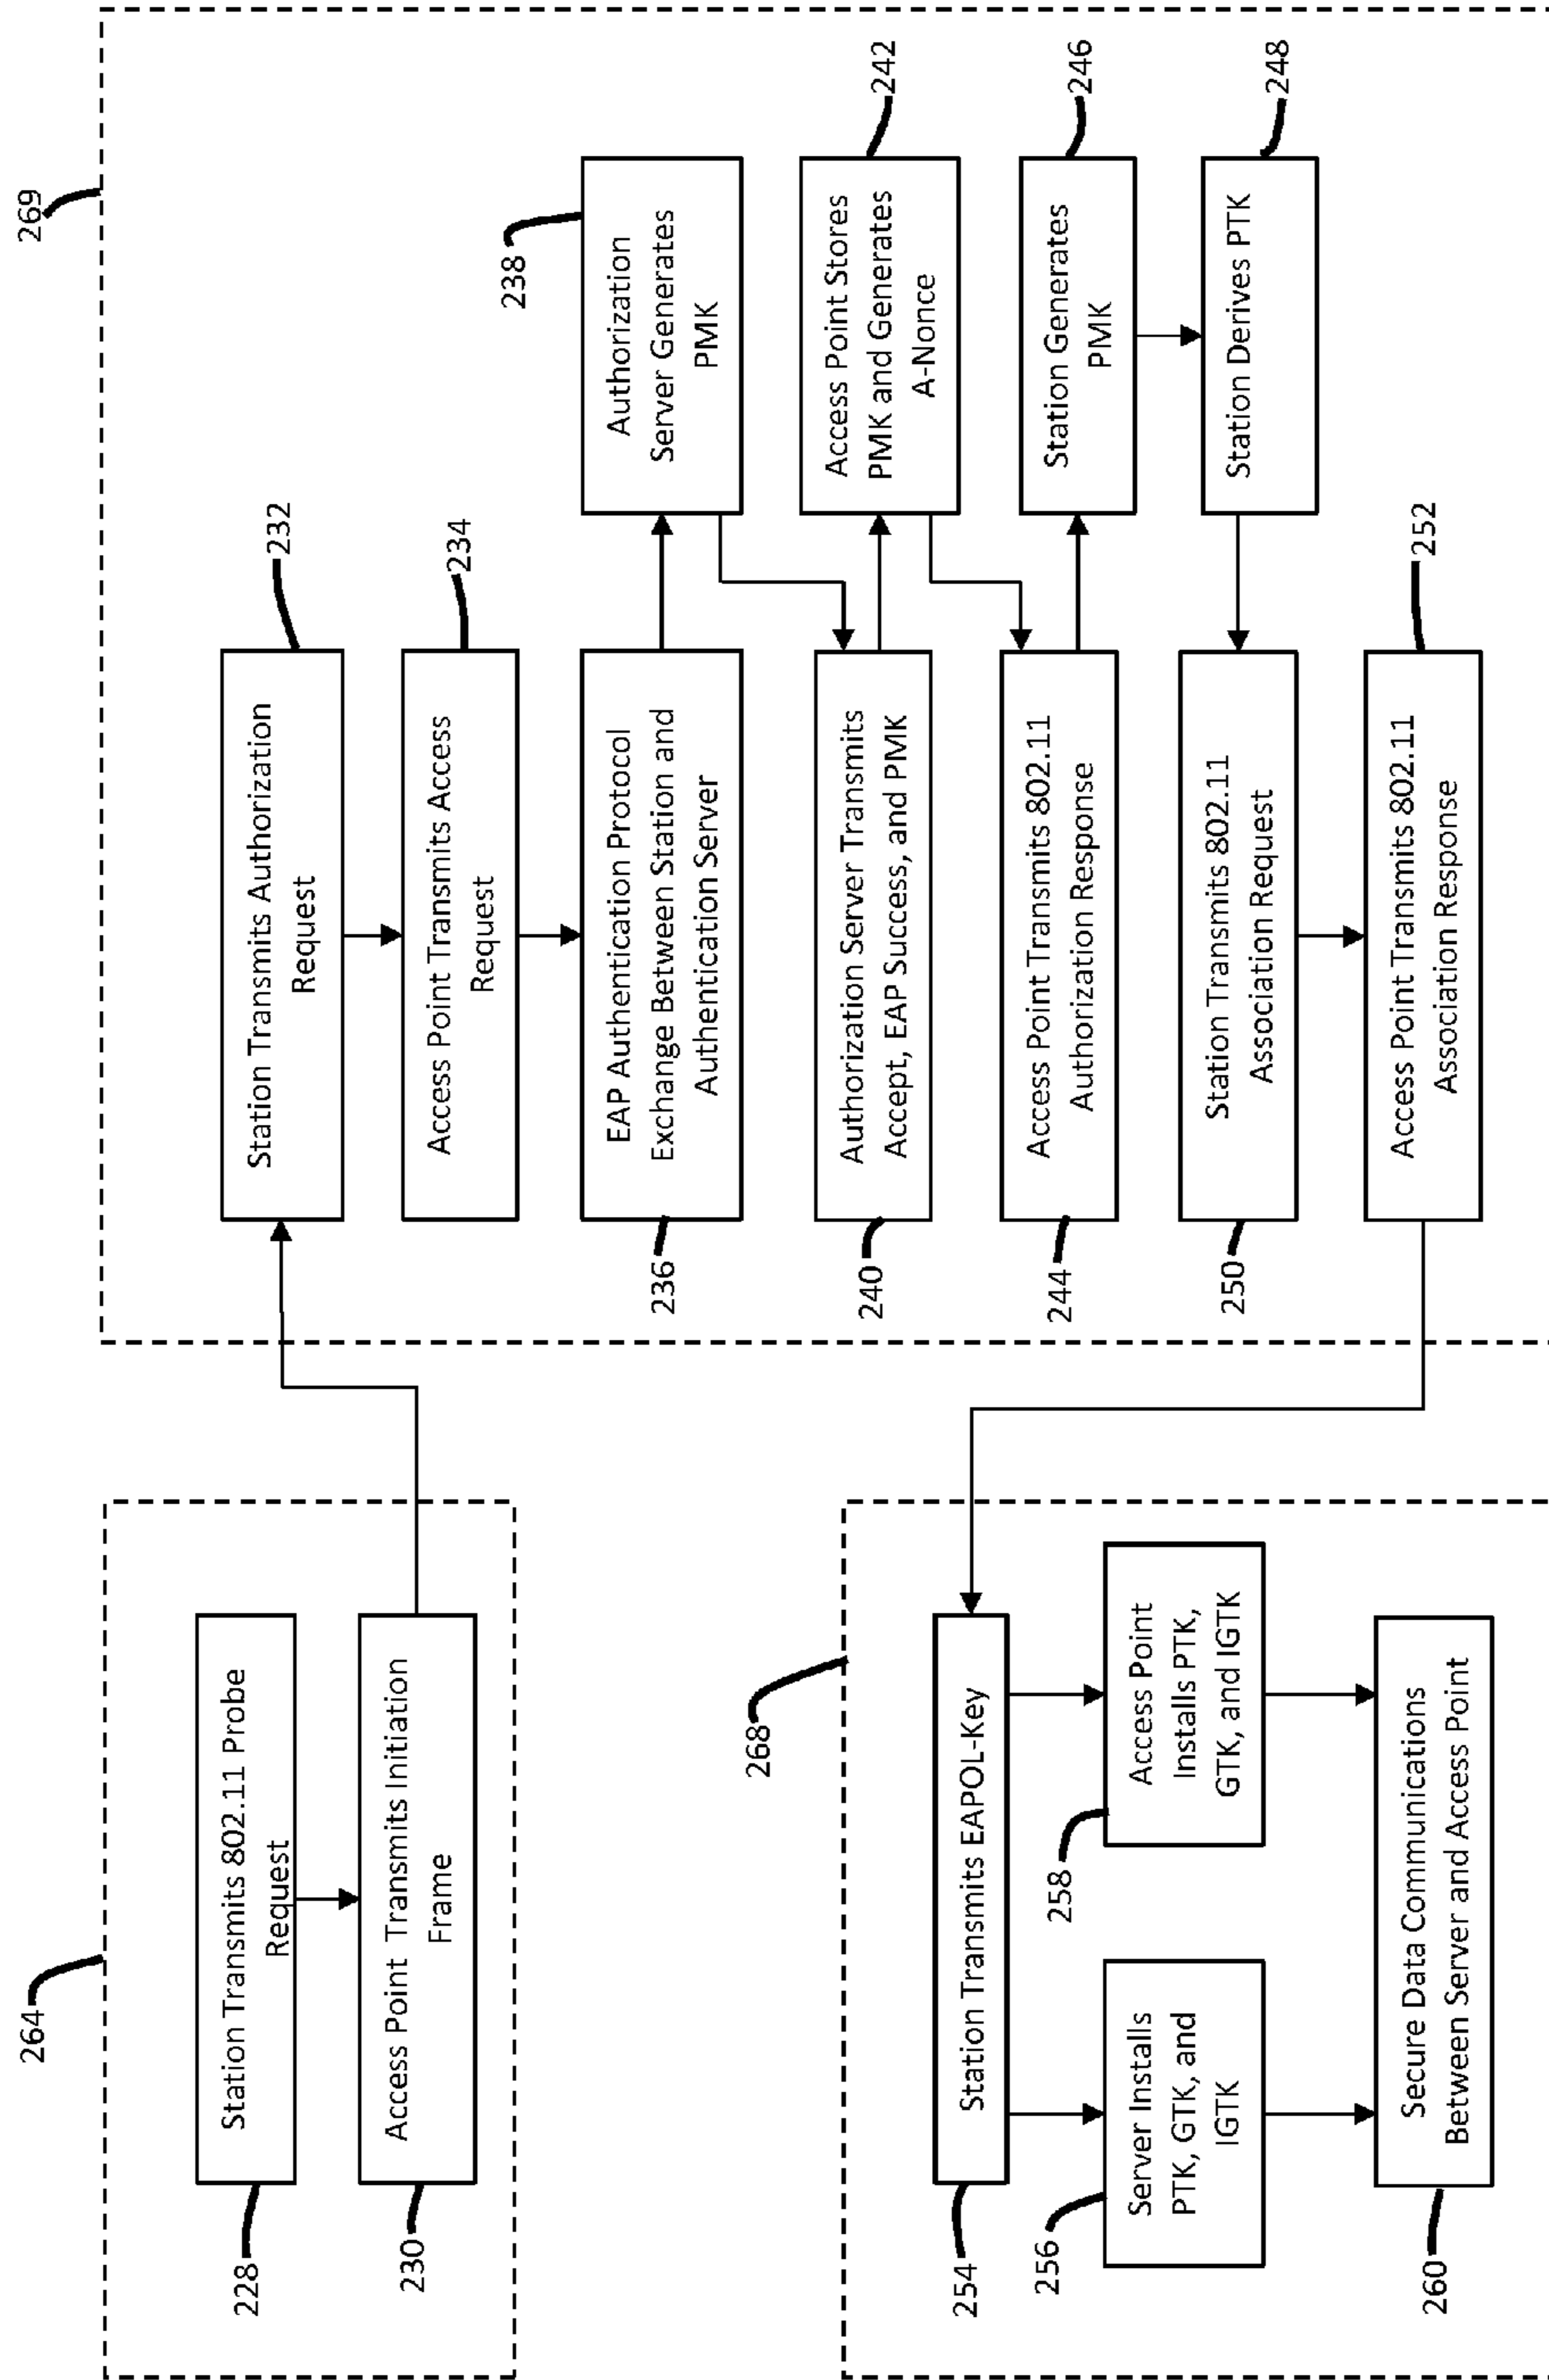 264
228
Station Transmits 802.11 Probe
Request
230
Access Point Transmits Initiation
Frame
269
232
Station Transmits Authorization
Request
234
Access Point Transmits Access
Request
236
EAP Authentication Protocol
Exchange Between Station and
Authentication Server
238
Authorization
Server Generates
PMK
240
Authorization Server Transmits
Accept, EAP Success, and PMK
242
Access Point Stores
PMK and Generates
A-Nonce
244
Access Point Transmits 802.11
Authorization Response
246
Station Generates
PMK
248
Station Derives PTK
250
Station Transmits 802.11
Association Request
252
Access Point Transmits 802.11
Association Response
268
254
Station Transmits EAPOL-Key
256
Server Installs
PTK, GTK, and
IGTK
258
Access Point
Installs PTK,
GTK, and IGTK
260
Secure Data Communications
Between Server and Access Point